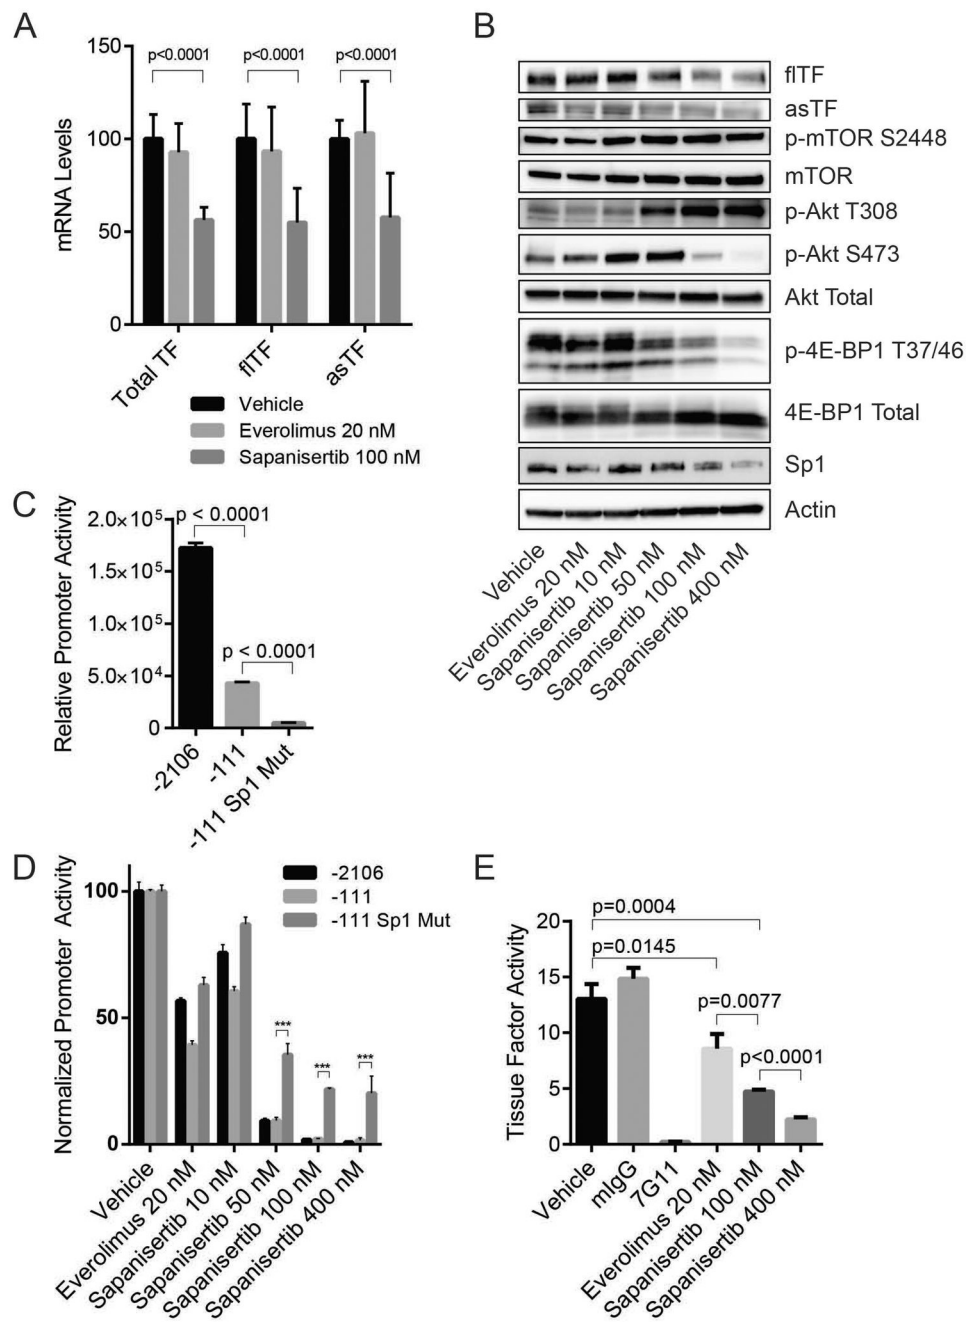 A
150
100
50
0
mRNA Levels
p<0.0001
p<0.0001
p<0.0001
Total TF
flTF
asTF
Vehicle
Everolimus 20 nM
Sapanisertib 100 nM
B
flTF
asTF
p-mTOR S2448
mTOR
p-Akt T308
p-Akt S473
Akt Total
p-4E-BP1 T37/46
4E-BP1 Total
Sp1
Actin
Vehicle
Everolimus 20 nM
Sapanisertib 10 nM
Sapanisertib 50 nM
Sapanisertib 100 nM
Sapanisertib 400 nM
C
Relative Promoter Activity
2.0×10⁵
1.5×10⁵
1.0×10⁵
5.0×10⁴
0
p < 0.0001
p < 0.0001
-2106
-111
-111 Sp1 Mut
D
Normalized Promoter Activity
100
50
0
-2106
-111
-111 Sp1 Mut
***
***
***
Vehicle
Everolimus 20 nM
Sapanisertib 10 nM
Sapanisertib 50 nM
Sapanisertib 100 nM
Sapanisertib 400 nM
E
Tissue Factor Activity
20
15
10
5
0
p=0.0004
p=0.0145
p=0.0077
p<0.0001
Vehicle
mIgG
7G11
Everolimus 20 nM
Sapanisertib 100 nM
Sapanisertib 400 nM